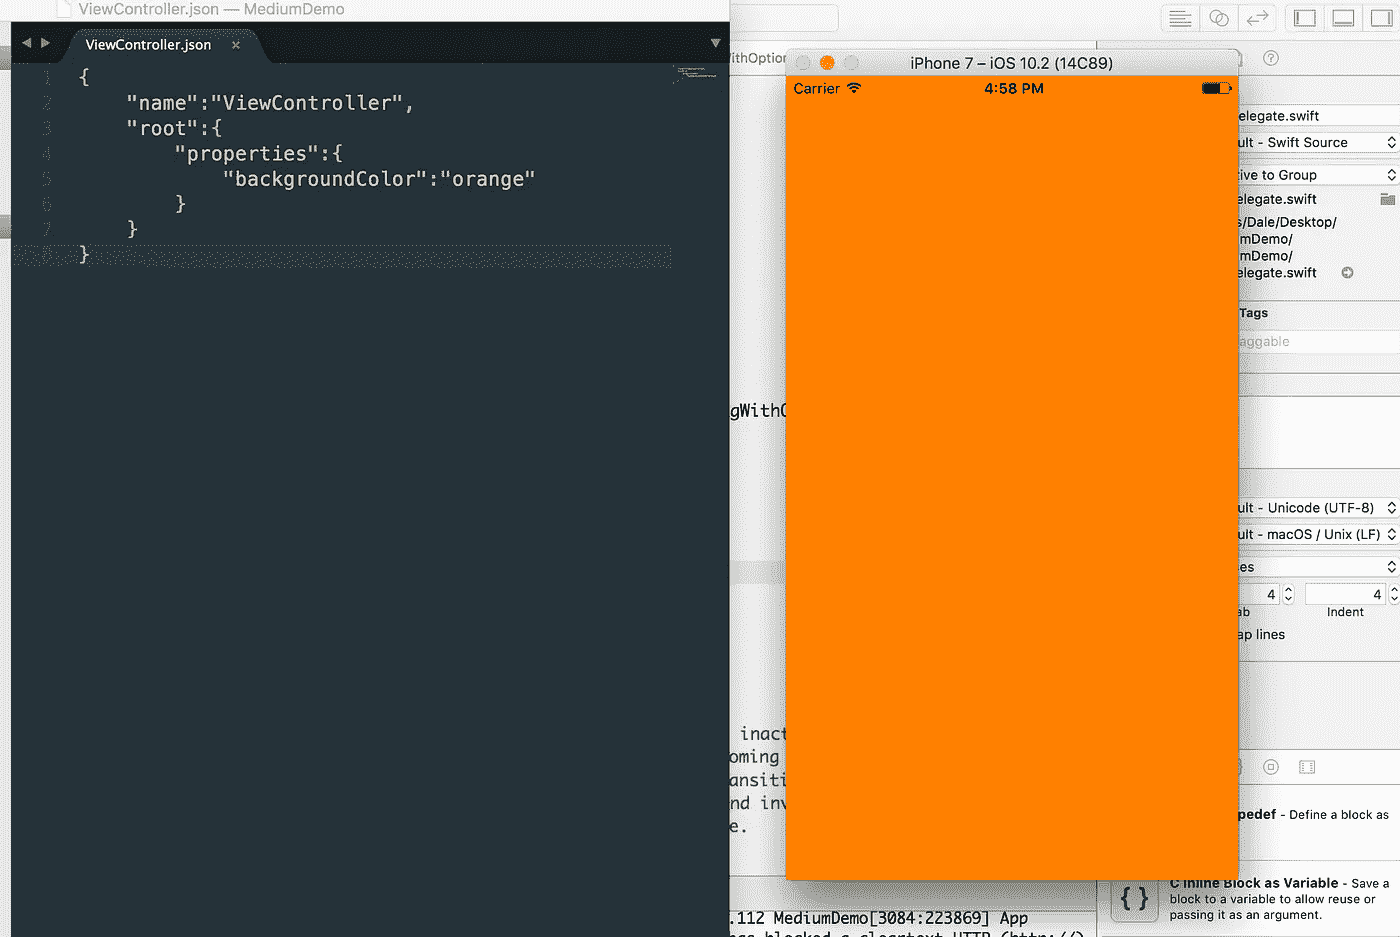 ViewController.json — MediumDemo
ViewController.json ×
1 {
2 "name":"ViewController",
3 "root":{
4 "properties":{
5 "backgroundColor":"orange"
6 }
7 }
8 }
ithOption
gWithO
inact
oming
ansiti
nd inv
e.
.112 MediumDemo[3084:223869] App
iPhone 7 – iOS 10.2 (14C89)
Carrier 4:58 PM
?
elegate.swift
ult - Swift Source
ive to Group
elegate.swift
s/Dale/Desktop/
mDemo/
mDemo/
elegate.swift
Tags
aggable
ult - Unicode (UTF-8)
ult - macOS / Unix (LF)
es
4 4
ab Indent
ap lines
pedef - Define a block as
{ }
C Inline Block as Variable - Save a
block to a variable to allow reuse or
passing it as an argument.